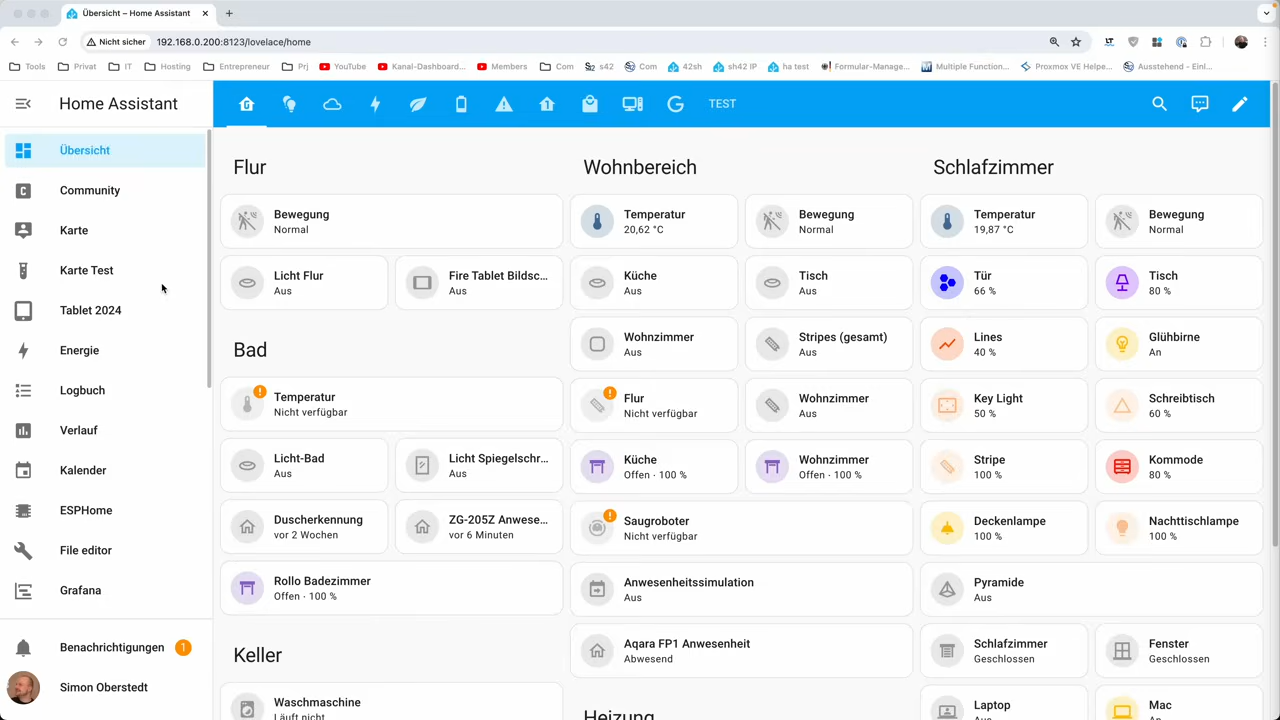 Übersicht – Home Assistant
Nicht sicher
192.168.0.200:8123/lovelace/home
Tools
Privat
IT
Hosting
Entrepreneur
Prj
YouTube
Kanal-Dashboard...
Members
Com
s42
Com
42sh
sh42 IP
ha test
Formular-Manage...
Multiple Function...
Proxmox VE Helpe...
Ausstehend - Einl...
Home Assistant
TEST
Übersicht
Community
Karte
Karte Test
Tablet 2024
Energie
Logbuch
Verlauf
Kalender
ESPHome
File editor
Grafana
Benachrichtigungen
1
Simon Oberstedt
Flur
Bewegung
Normal
Licht Flur
Aus
Fire Tablet Bildsc...
Aus
Bad
Temperatur
Nicht verfügbar
Licht-Bad
Aus
Licht Spiegelschr...
Aus
Duscherkennung
vor 2 Wochen
ZG-205Z Anwese...
vor 6 Minuten
Rollo Badezimmer
Offen · 100 %
Keller
Waschmaschine
Läuft nicht
Wohnbereich
Temperatur
20,62 °C
Bewegung
Normal
Küche
Aus
Tisch
Aus
Wohnzimmer
Aus
Stripes (gesamt)
Aus
Flur
Nicht verfügbar
Wohnzimmer
Aus
Küche
Offen · 100 %
Wohnzimmer
Offen · 100 %
Saugroboter
Nicht verfügbar
Anwesenheitssimulation
Aus
Aqara FP1 Anwesenheit
Abwesend
Heizung
Schlafzimmer
Temperatur
19,87 °C
Bewegung
Normal
Tür
66 %
Tisch
80 %
Lines
40 %
Glühbirne
An
Key Light
50 %
Schreibtisch
60 %
Stripe
100 %
Kommode
80 %
Deckenlampe
100 %
Nachttischlampe
100 %
Pyramide
Aus
Schlafzimmer
Geschlossen
Fenster
Geschlossen
Laptop
Aus
Mac